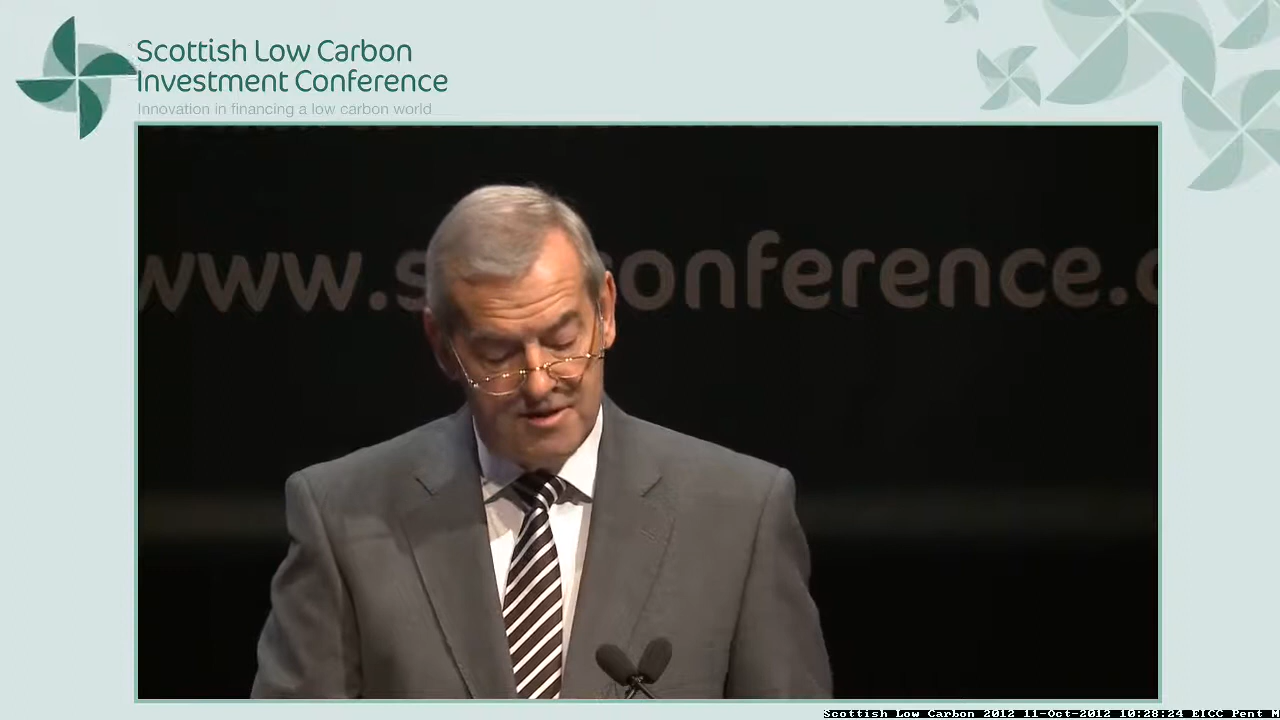 Scottish Low Carbon
Investment Conference
Innovation in financing a low carbon world
www.s onference.
Scottish Low Carbon 2012 11-Oct-2012 10:28:24 EICC Pent M